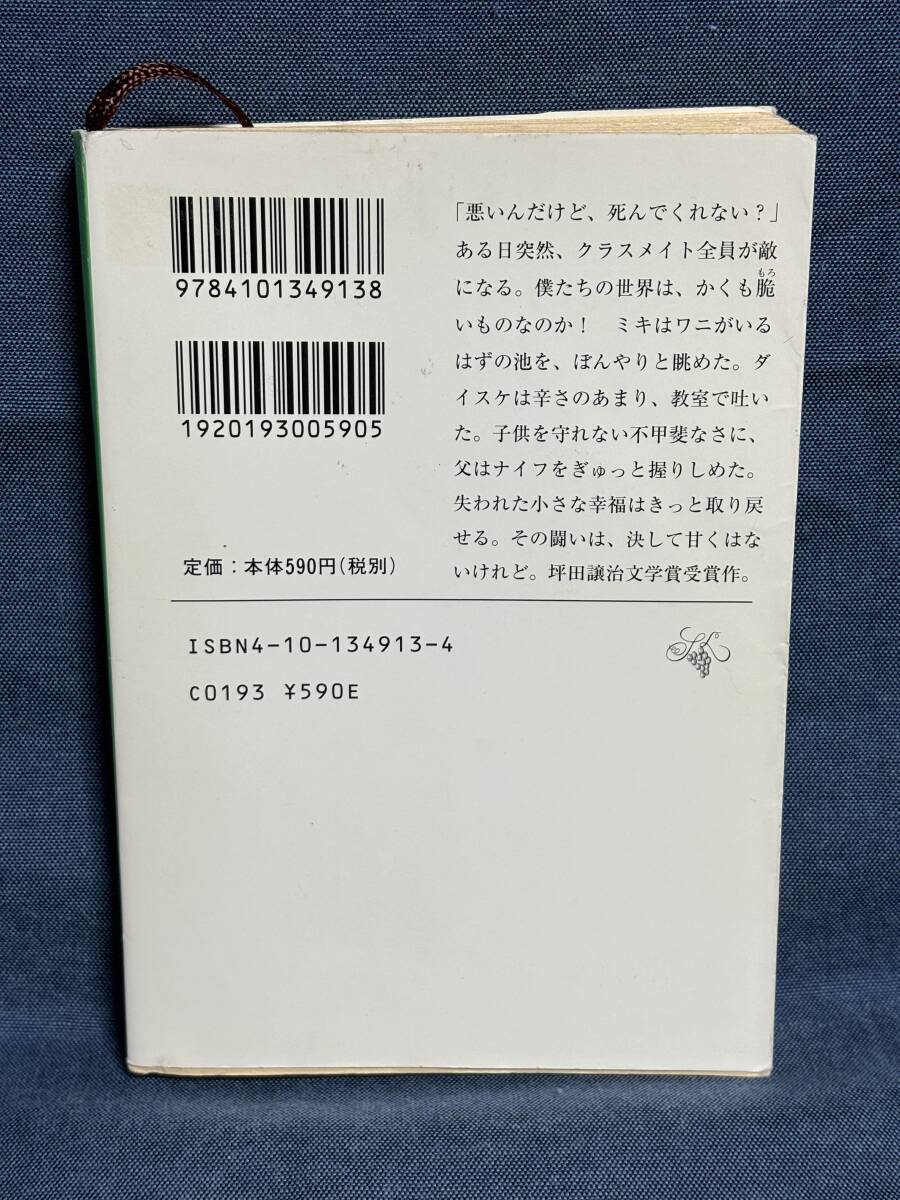 9784101349138
1920193005905
定価：本体590円(税別)
「悪いんだけど、死んでくれない？」
ある日突然、クラスメイト全員が敵
になる。僕たちの世界は、かくも脆
もろ
いものなのか！　ミキはワニがいる
はずの池を、ぼんやりと眺めた。ダ
イスケは辛さのあまり、教室で吐い
た。子供を守れない不甲斐なさに、
父はナイフをぎゅっと握りしめた。
失われた小さな幸福はきっと取り戻
せる。その闘いは、決して甘くはな
いけれど。坪田譲治文学賞受賞作。
ISBN4-10-134913-4
C0193 ¥590E